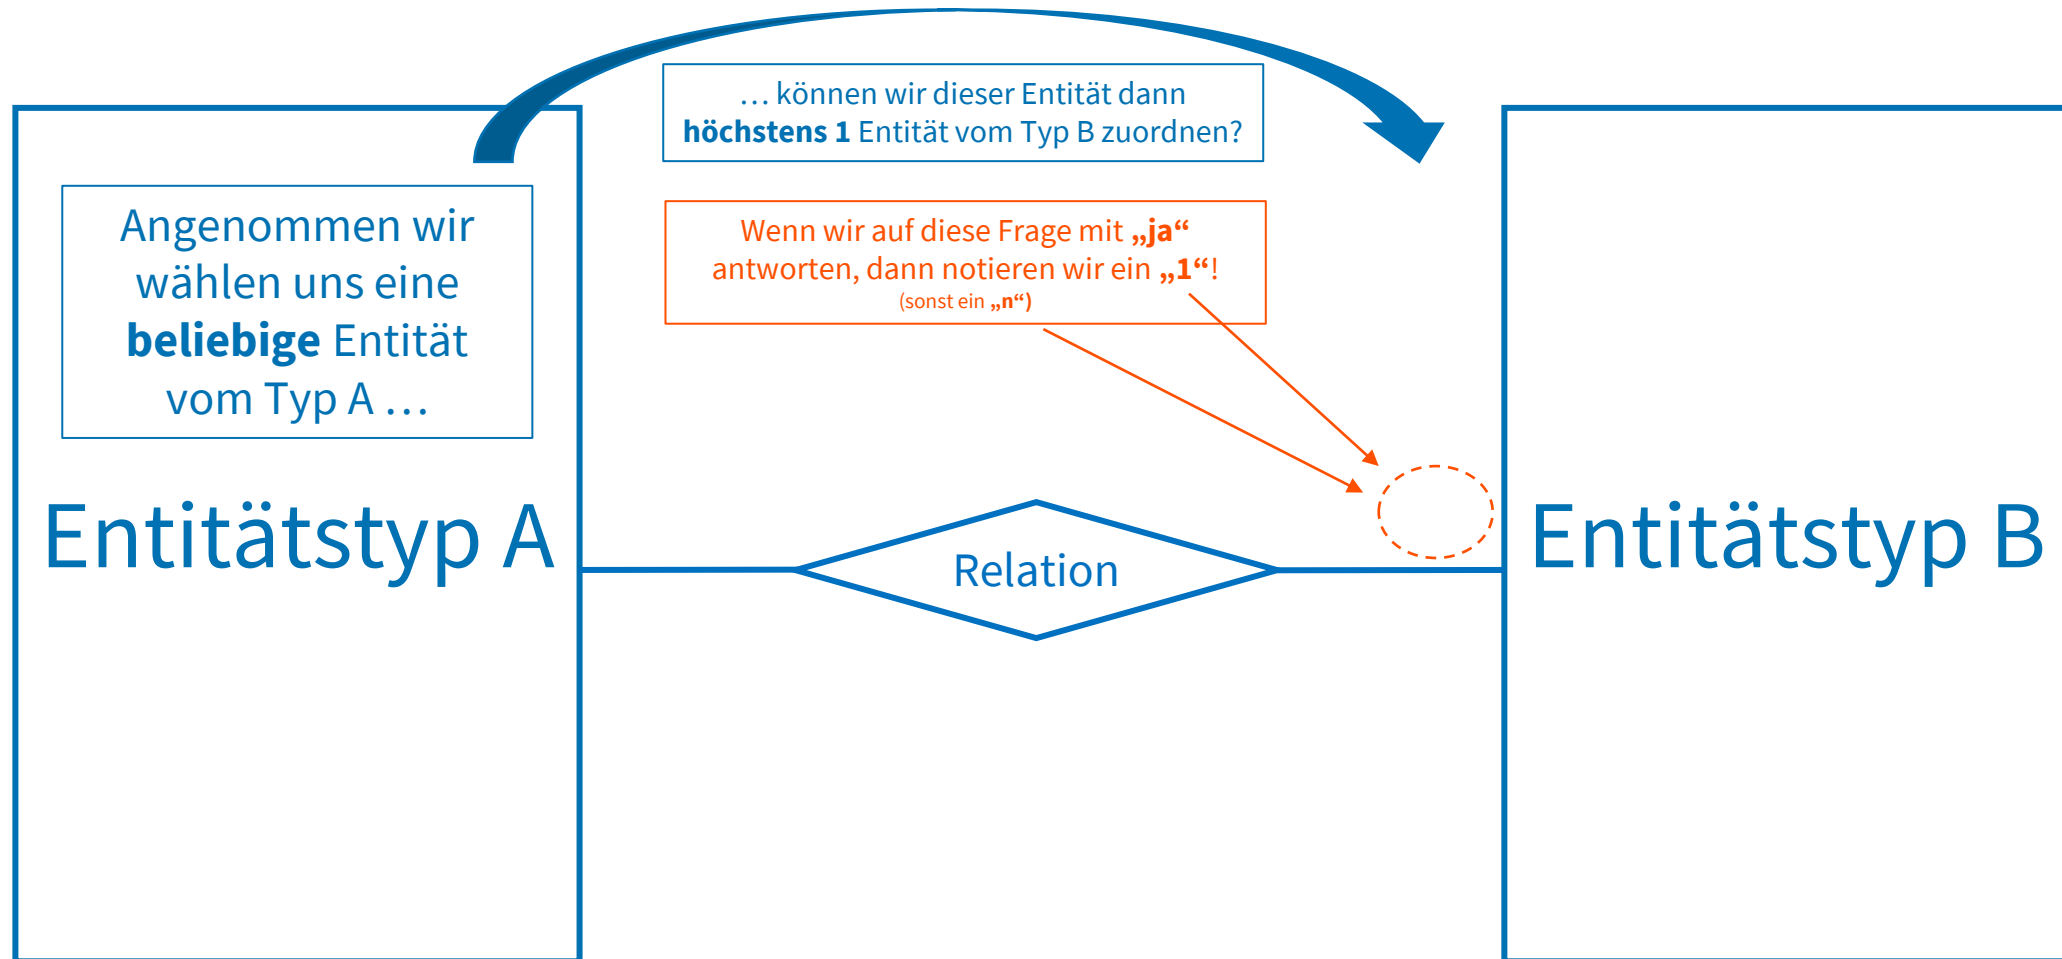 … können wir dieser Entität dann
höchstens 1 Entität vom Typ B zuordnen?
Angenommen wir
wählen uns eine
beliebige Entität
vom Typ A …
Wenn wir auf diese Frage mit „ja“
antworten, dann notieren wir ein „1“!
(sonst ein „n“)
Entitätstyp A
Relation
Entitätstyp B